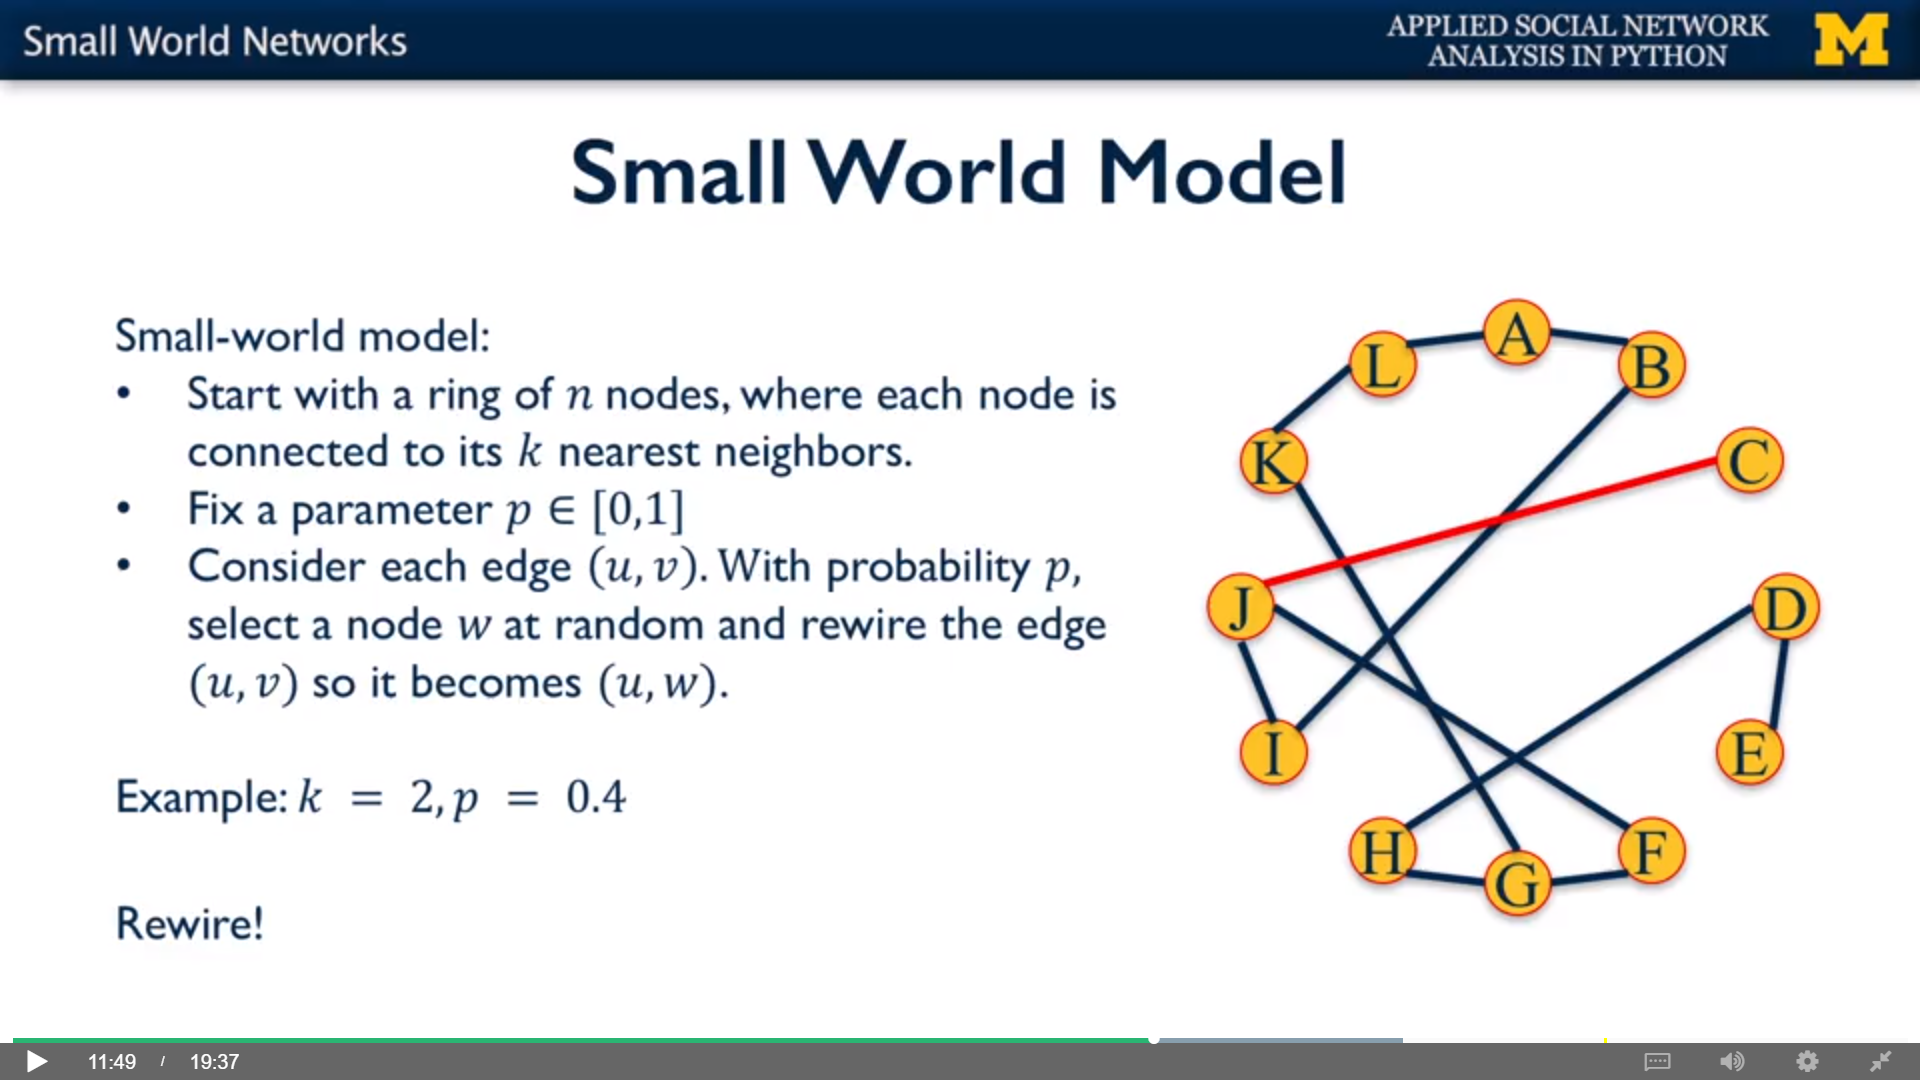 Small World Networks
APPLIED SOCIAL NETWORK
ANALYSIS IN PYTHON
M
Small World Model
Small-world model:
• Start with a ring of n nodes, where each node is
connected to its k nearest neighbors.
• Fix a parameter p ∈ [0,1]
• Consider each edge (u, v). With probability p,
select a node w at random and rewire the edge
(u, v) so it becomes (u, w).
Example: k = 2, p = 0.4
Rewire!
A
L
B
K
C
J
D
I
E
H
F
G
11:49 / 19:37